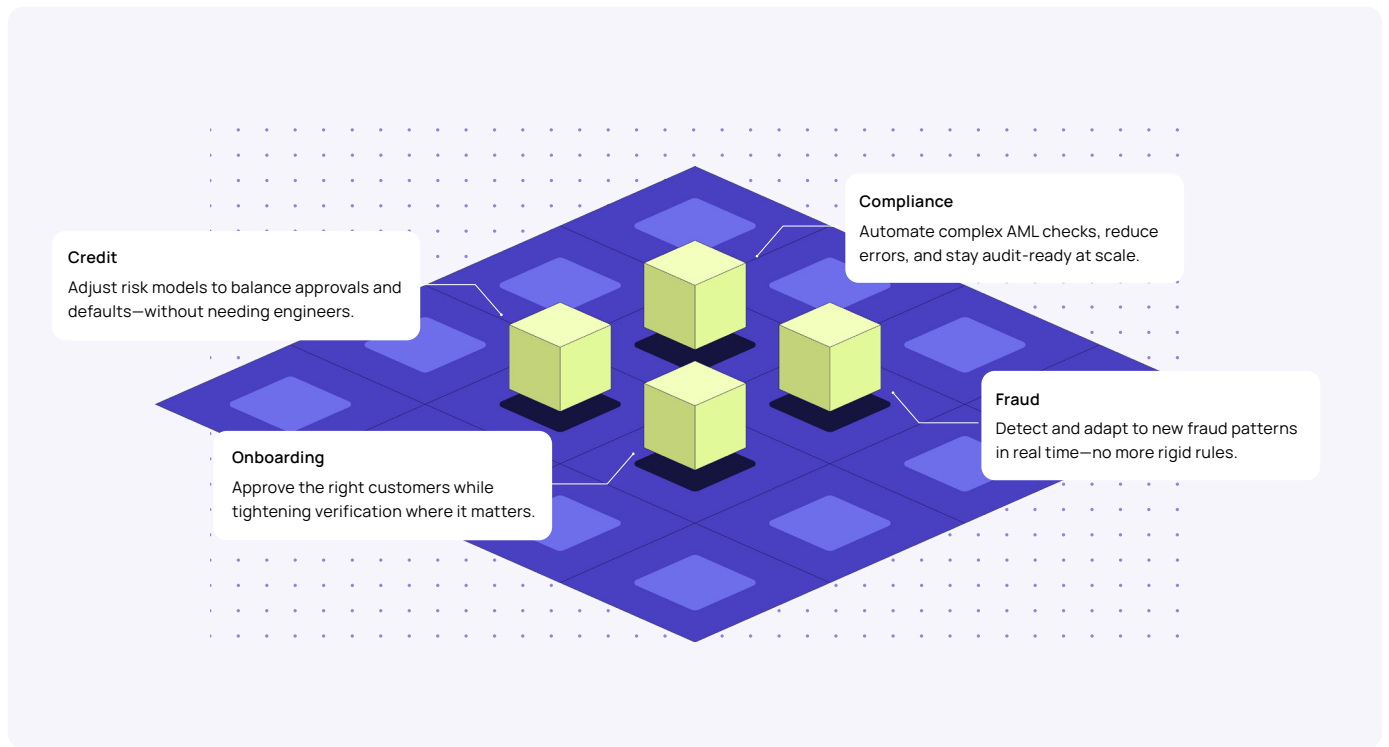 Compliance
Automate complex AML checks, reduce
errors, and stay audit-ready at scale.
Credit
Adjust risk models to balance approvals and
defaults—without needing engineers.
Fraud
Detect and adapt to new fraud patterns
in real time—no more rigid rules.
Onboarding
Approve the right customers while
tightening verification where it matters.